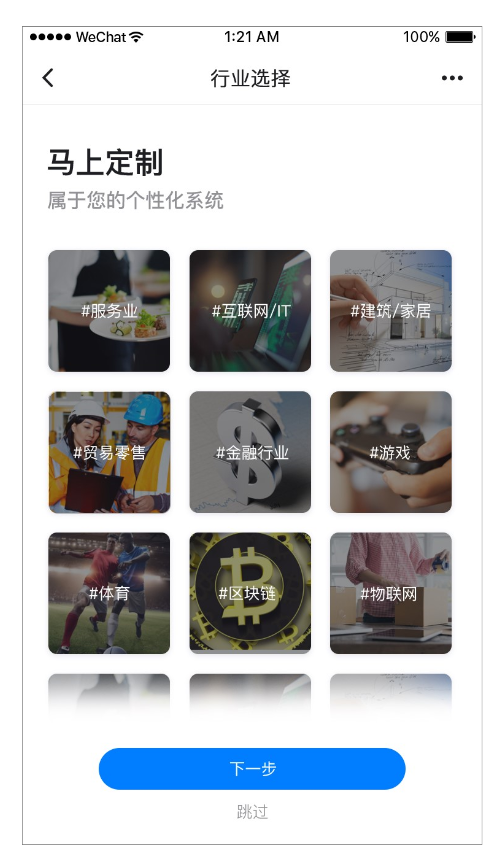 WeChat 1:21 AM 100%
行业选择
马上定制
属于您的个性化系统
#服务业 #互联网/IT #建筑/家居
#贸易零售 #金融行业 #游戏
#体育 #区块链 #物联网
下一步
跳过